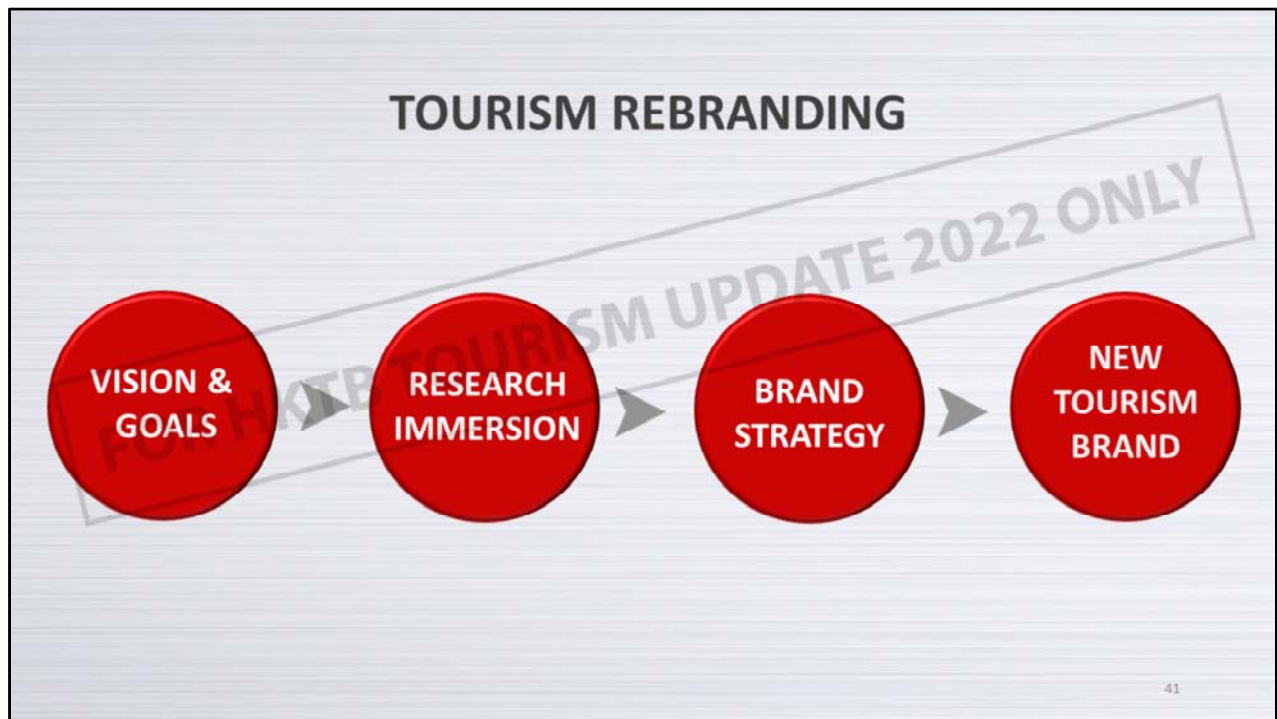 TOURISM REBRANDING
FOR HKTB TOURISM UPDATE 2022 ONLY
VISION &
GOALS
RESEARCH
IMMERSION
BRAND
STRATEGY
NEW
TOURISM
BRAND
41